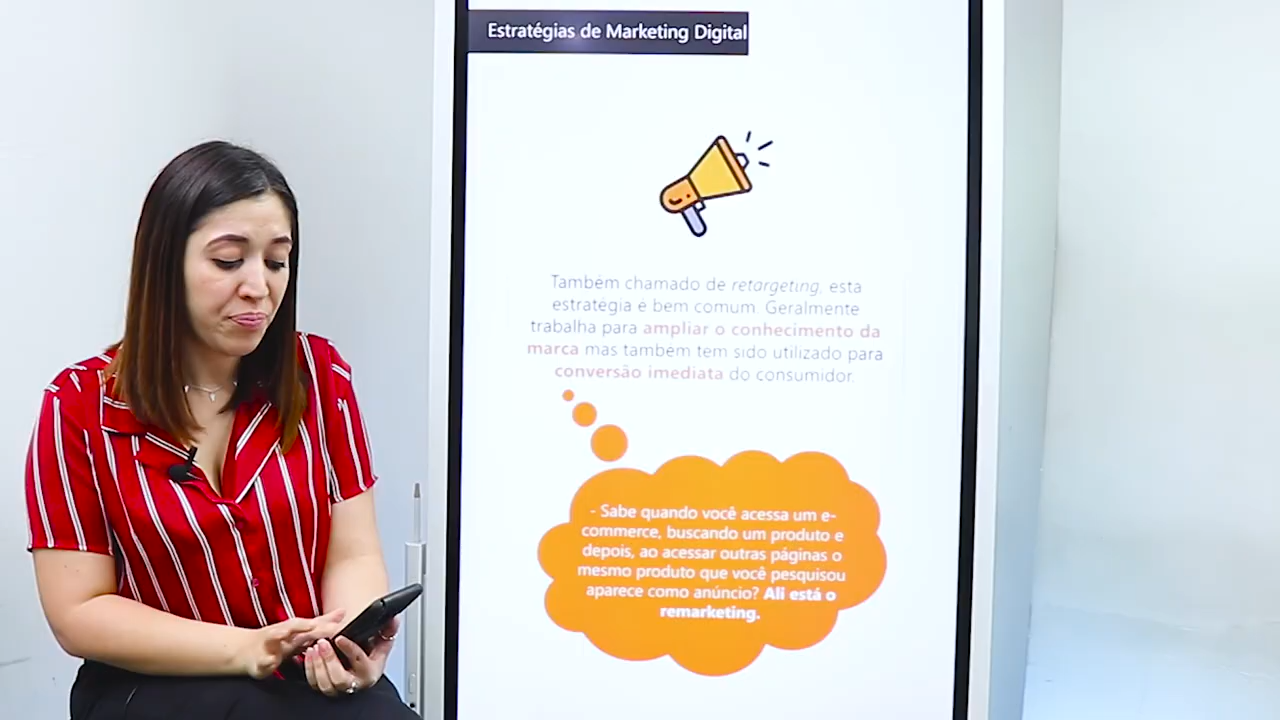 Estratégias de Marketing Digital
Também chamado de retargeting, esta
estratégia é bem comum. Geralmente
trabalha para ampliar o conhecimento da
marca mas também tem sido utilizado para
conversão imediata do consumidor.
- Sabe quando você acessa um e-
commerce, buscando um produto e
depois, ao acessar outras páginas o
mesmo produto que você pesquisou
aparece como anúncio? Ali está o
remarketing.